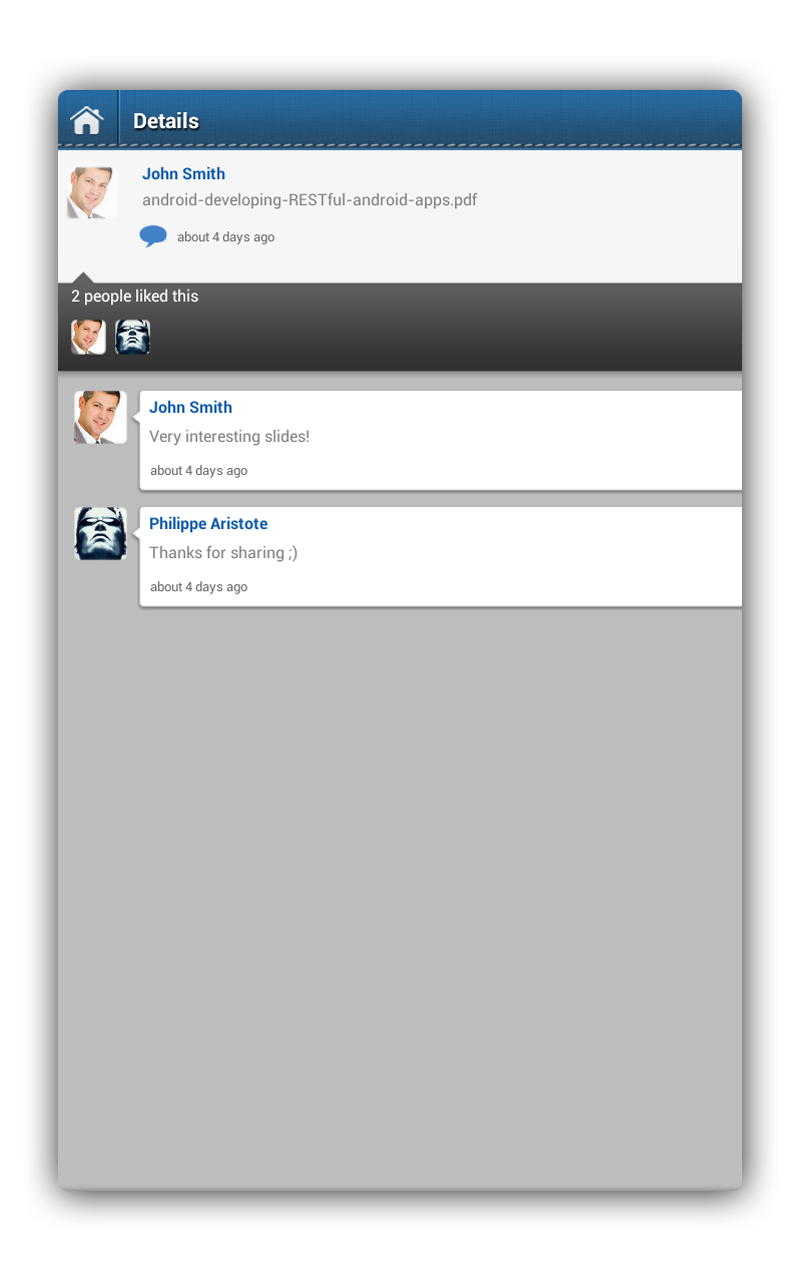 Details
John Smith
android-developing-RESTful-android-apps.pdf
about 4 days ago
2 people liked this
John Smith
Very interesting slides!
about 4 days ago
Philippe Aristote
Thanks for sharing ;)
about 4 days ago